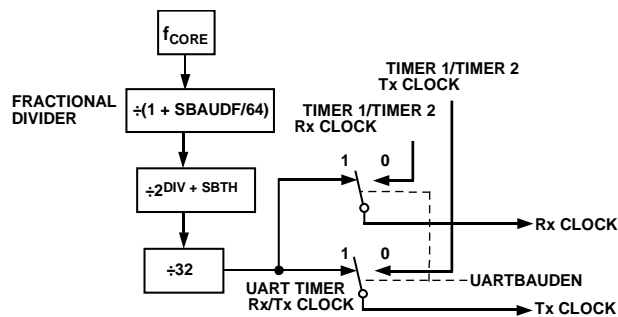 fCORE
TIMER 1/TIMER 2
Tx CLOCK
FRACTIONAL
DIVIDER
÷(1 + SBAUDF/64)
TIMER 1/TIMER 2
Rx CLOCK
1 0
÷2DIV + SBTH
Rx CLOCK
÷32
1 0
UART TIMER
Rx/Tx CLOCK
UARTBAUDEN
Tx CLOCK